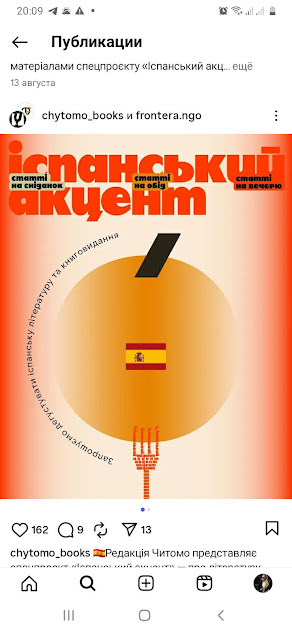 20:09
Публикации
матеріалами спецпроєкту «Іспанський акц... ещё
13 августа
chytomo_books и frontera.ngo
іспанський
статті на сніданок
статті на обід
статті на вечерю
акцент
Запрошуємо дегустувати іспанську літературу та книговидання
162
9
13
chytomo_books 🇪🇸Редакція Читомо представляє
спецпроєкт «Іспанський акцент» — про літературу